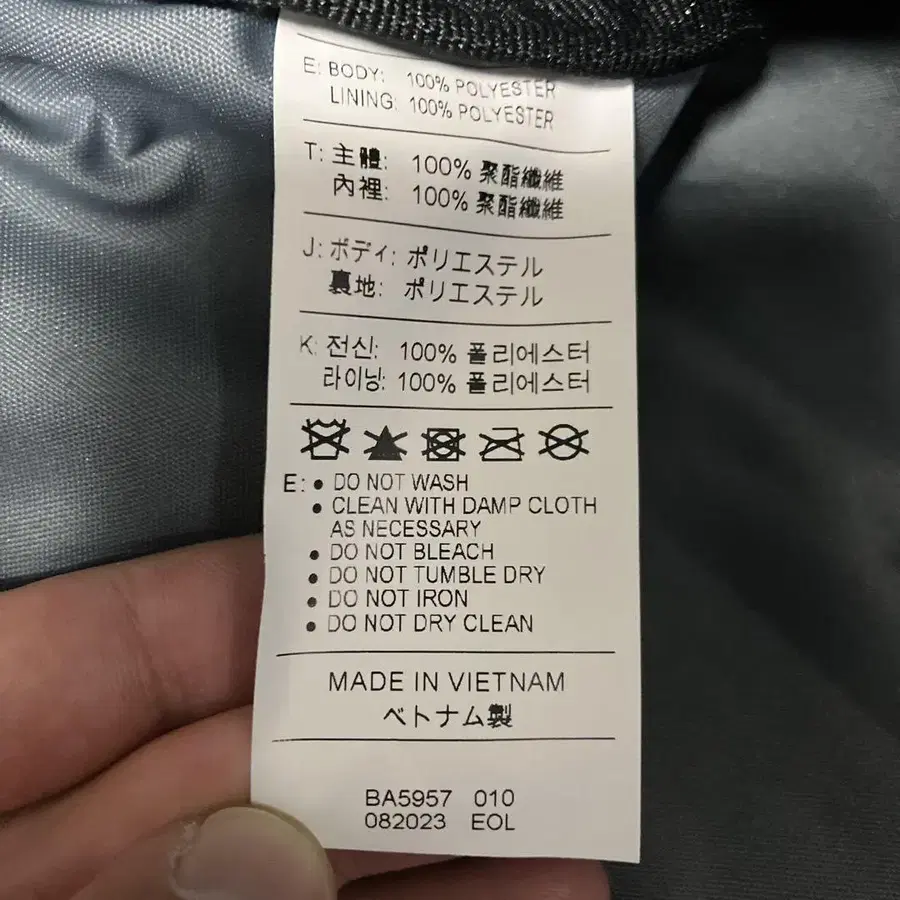 E: BODY: 100% POLYESTER
LINING: 100% POLYESTER
T: 主體: 100% 聚酯纖維
內裡: 100% 聚酯纖維
J: ボディ: ポリエステル
裏地: ポリエステル
K: 전신: 100% 폴리에스터
라이닝: 100% 폴리에스터
E: • DO NOT WASH
• CLEAN WITH DAMP CLOTH
AS NECESSARY
• DO NOT BLEACH
• DO NOT TUMBLE DRY
• DO NOT IRON
• DO NOT DRY CLEAN
MADE IN VIETNAM
ベトナム製
BA5957 010
082023 EOL